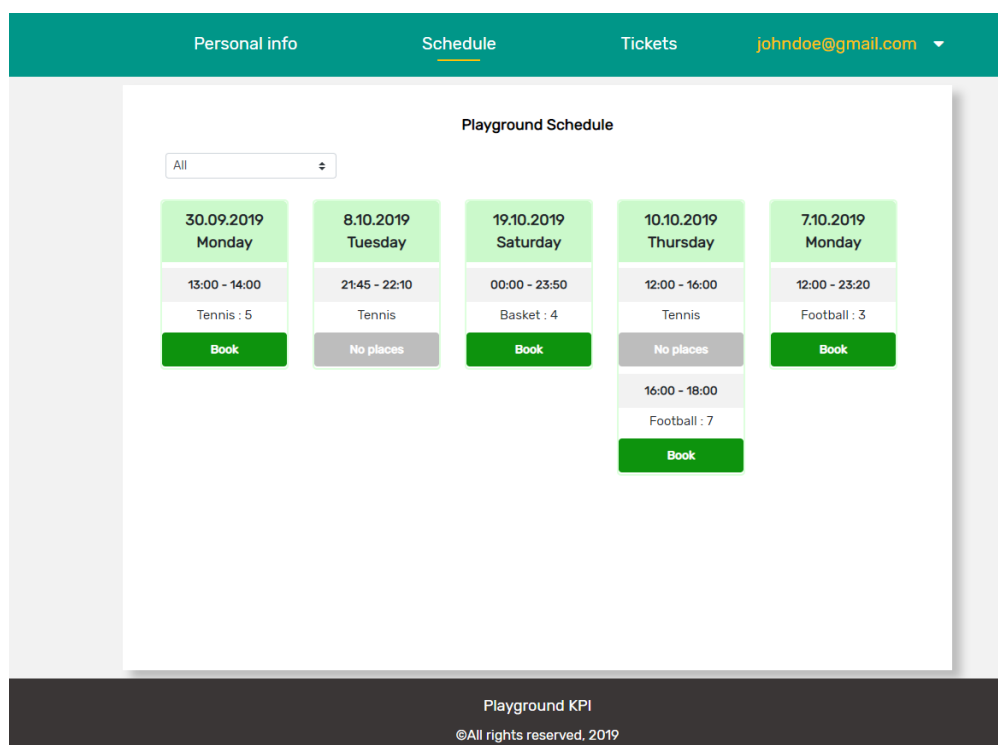 Personal info
Schedule
Tickets
johndoe@gmail.com
Playground Schedule
All
30.09.2019
Monday
13:00 - 14:00
Tennis : 5
Book
8.10.2019
Tuesday
21:45 - 22:10
Tennis
No places
19.10.2019
Saturday
00:00 - 23:50
Basket : 4
Book
10.10.2019
Thursday
12:00 - 16:00
Tennis
No places
16:00 - 18:00
Football : 7
Book
7.10.2019
Monday
12:00 - 23:20
Football : 3
Book
Playground KPI
©All rights reserved, 2019